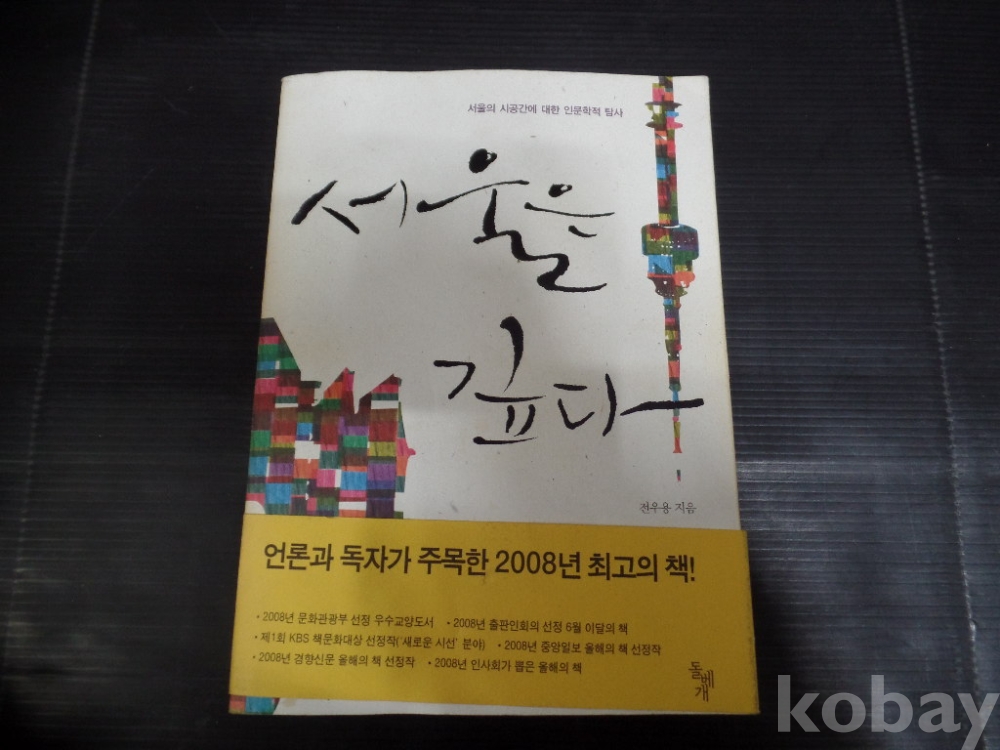 서울의 시공간에 대한 인문학적 탐사
서울은
깊다
전우용 지음
언론과 독자가 주목한 2008년 최고의 책!
• 2008년 문화관광부 선정 우수교양도서 • 2008년 출판인회의 선정 6월 이달의 책
• 제1회 KBS 책문화대상 선정작('새로운 시선' 분야) • 2008년 중앙일보 올해의 책 선정작
• 2008년 경향신문 올해의 책 선정작 • 2008년 인사회가 뽑은 올해의 책
돌베개
kobay